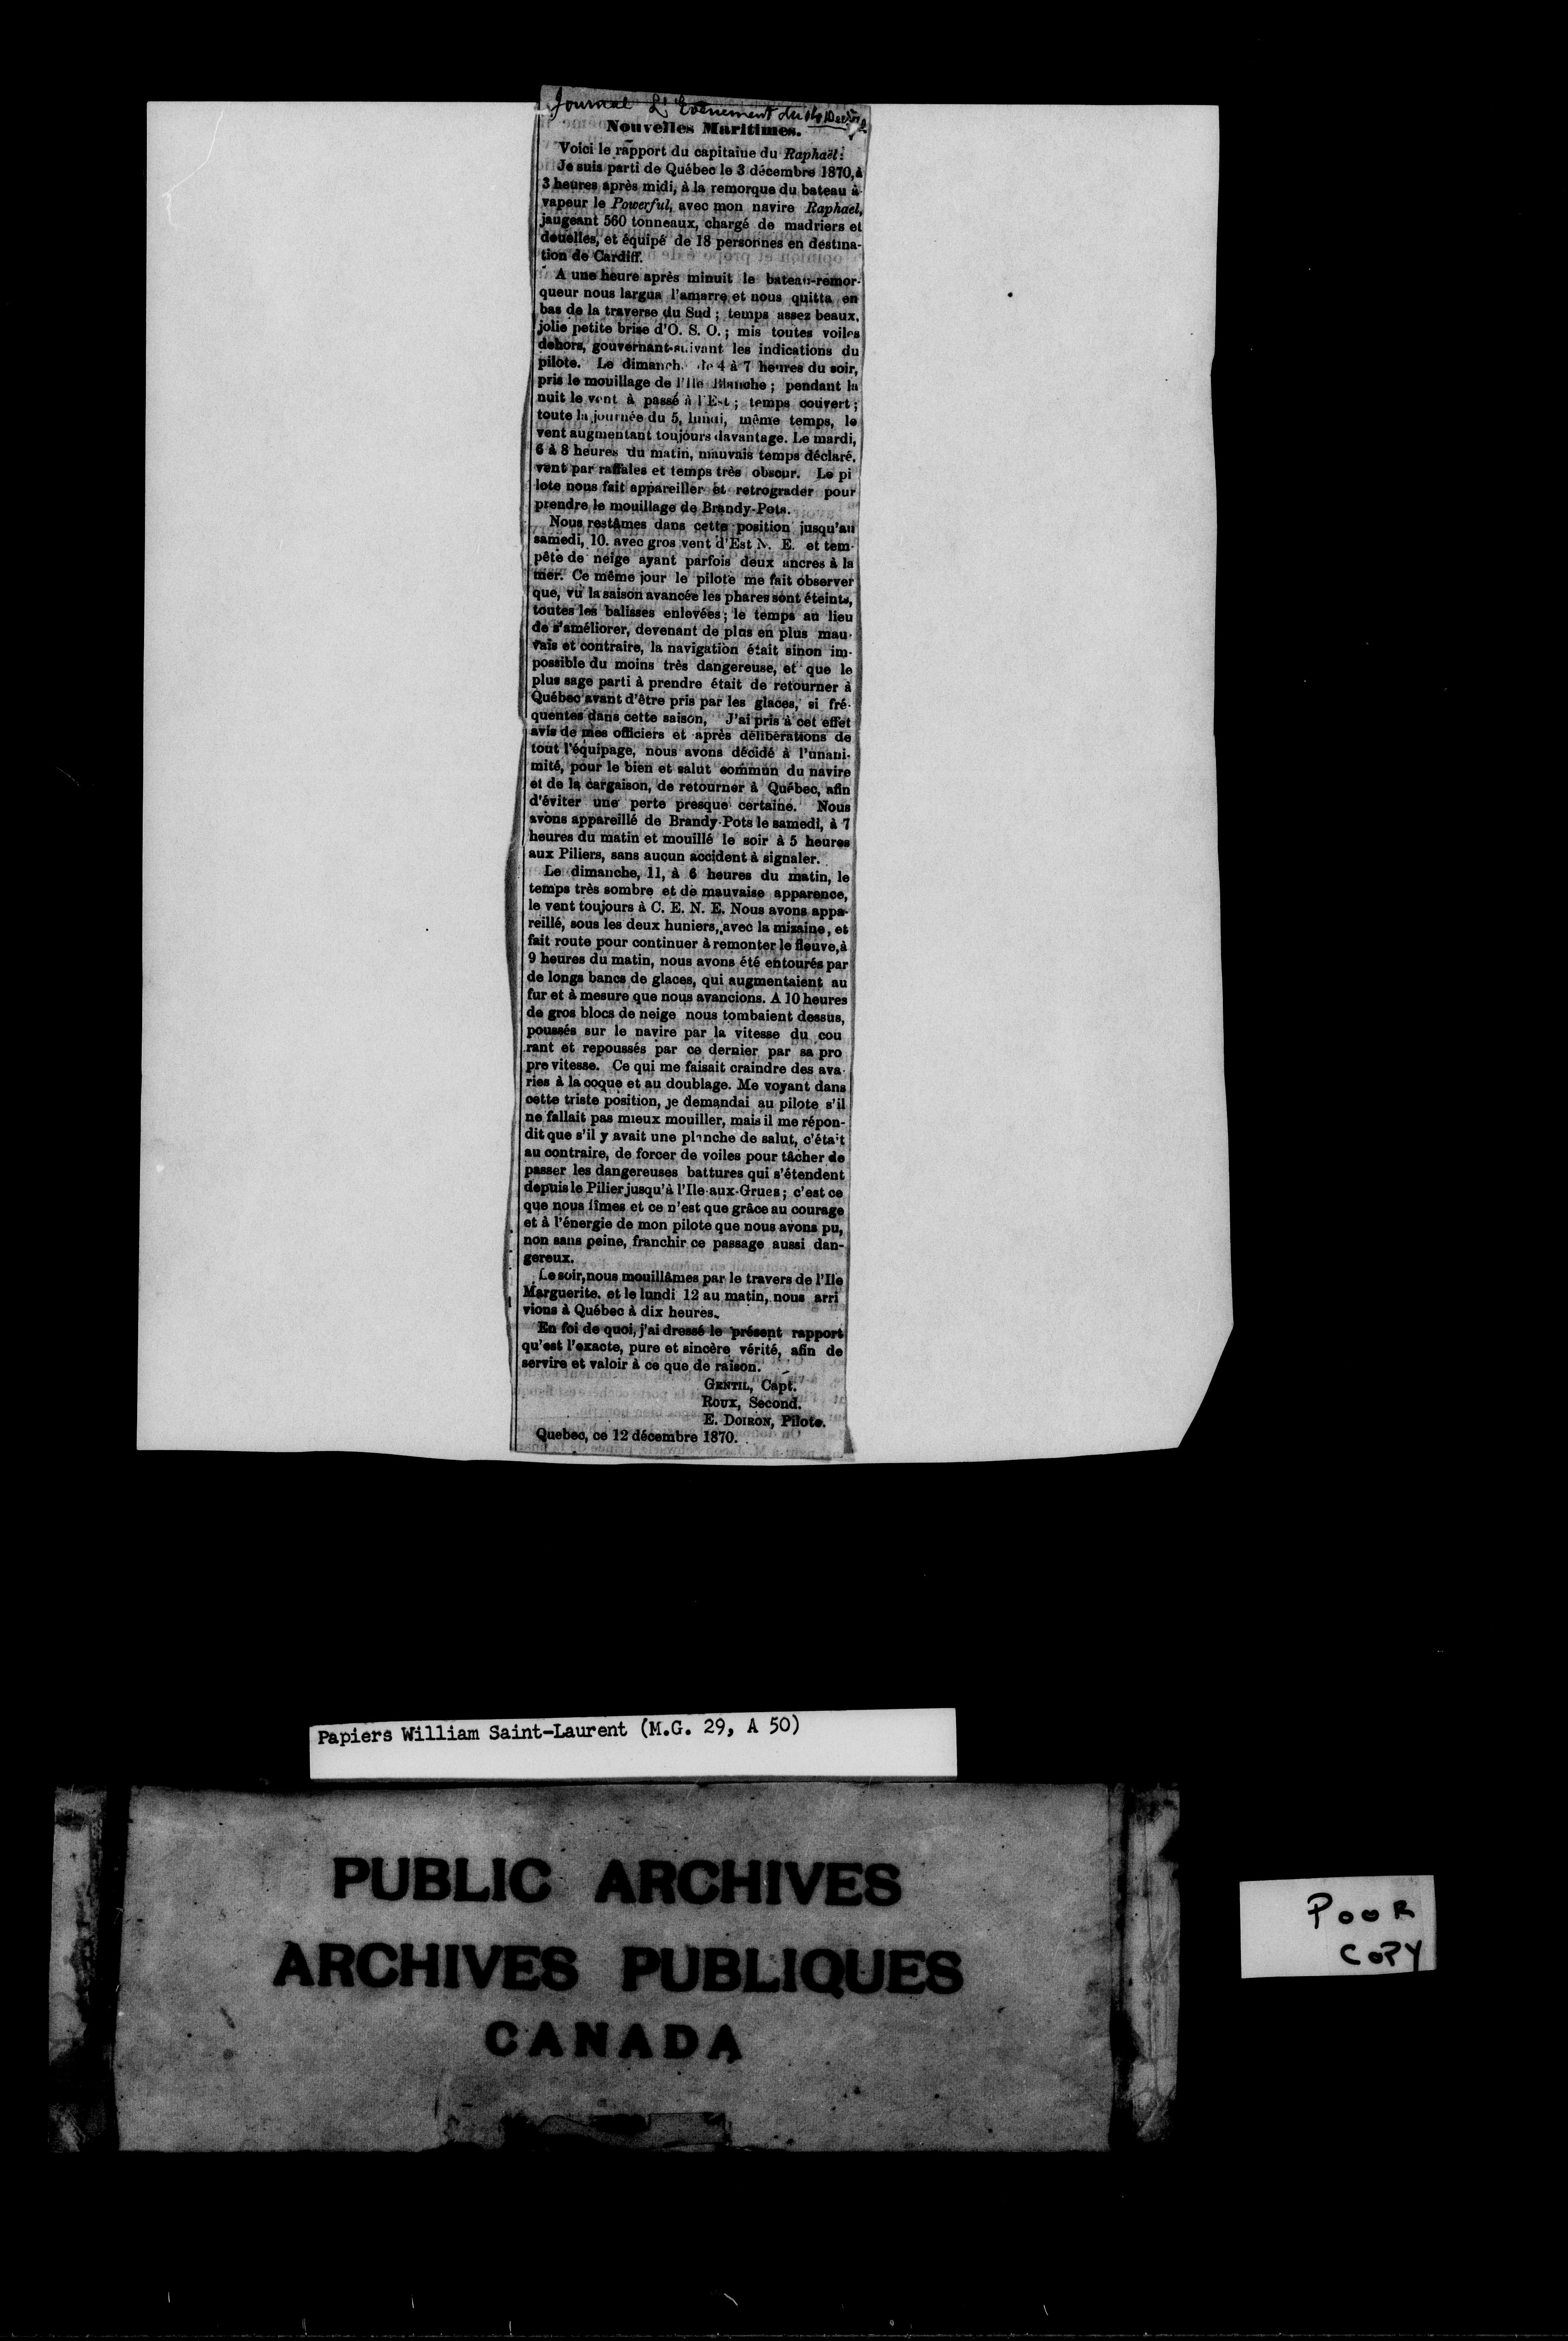 Journal L'Evènement du
Nouvelles Maritimes.
Voici le rapport du capitaine du Raphaël:
Je suis parti de Québec le 3 décembre 1870, à
3 heures après midi, à la remorque du bateau à
vapeur le Powerful, avec mon navire Raphael,
jaugeant 560 tonneaux, chargé de madriers et
douelles, et équipé de 18 personnes en destina-
tion de Cardiff.
A une heure après minuit le bateau-remor-
queur nous largua l'amarre et nous quitta en
bas de la traverse du Sud ; temps assez beaux,
jolie petite brise d'O. S. O. ; mis toutes voiles
dehors, gouvernant suivant les indications du
pilote. Le dimanch. de 4 à 7 heures du soir,
pris le mouillage de l'Ile Blanche ; pendant la
nuit le vent à passé à l'Est ; temps couvert ;
toute la journée du 5, lundi, même temps, le
vent augmentant toujours davantage. Le mardi,
6 à 8 heures du matin, mauvais temps déclaré,
vent par raffales et temps très obscur. Le pi
lote nous fait appareiller et retrograder pour
prendre le mouillage de Brandy-Pots.
Nous restâmes dans cette position jusqu'au
samedi, 10. avec gros vent d'Est N. E. et tem-
pête de neige ayant parfois deux ancres à la
mer. Ce même jour le pilote me fait observer
que, vu la saison avancée les phares sont éteints,
toutes les balisses enlevées ; le temps au lieu
de s'améliorer, devenant de plus en plus mau-
vais et contraire, la navigation était sinon im-
possible du moins très dangereuse, et que le
plus sage parti à prendre était de retourner à
Québec avant d'être pris par les glaces, si fré-
quentes dans cette saison, J'ai pris à cet effet
avis de mes officiers et après délibérations de
tout l'équipage, nous avons décidé à l'unani-
mité, pour le bien et salut commun du navire
et de la cargaison, de retourner à Québec, afin
d'éviter une perte presque certaine. Nous
avons appareillé de Brandy-Pots le samedi, à 7
heures du matin et mouillé le soir à 5 heures
aux Piliers, sans aucun accident à signaler.
Le dimanche, 11, à 6 heures du matin, le
temps très sombre et de mauvaise apparence,
le vent toujours à C. E. N. E. Nous avons appa-
reillé, sous les deux huniers, avec la mizaine, et
fait route pour continuer à remonter le fleuve, à
9 heures du matin, nous avons été entourés par
de longs bancs de glaces, qui augmentaient au
fur et à mesure que nous avancions. A 10 heures
de gros blocs de neige nous tombaient dessus,
poussés sur le navire par la vitesse du cou
rant et repoussés par ce dernier par sa pro
pre vitesse. Ce qui me faisait craindre des ava-
ries à la coque et au doublage. Me voyant dans
cette triste position, je demandai au pilote s'il
ne fallait pas mieux mouiller, mais il me répon-
dit que s'il y avait une planche de salut, c'était
au contraire, de forcer de voiles pour tâcher de
passer les dangereuses battures qui s'étendent
depuis le Pilier jusqu'à l'Ile-aux-Grues ; c'est ce
que nous fîmes et ce n'est que grâce au courage
et à l'énergie de mon pilote que nous avons pu,
non sans peine, franchir ce passage aussi dan-
gereux.
Le soir, nous mouillâmes par le travers de l'Ile
Marguerite. et le lundi 12 au matin, nous arri
vions à Québec à dix heures.
En foi de quoi, j'ai dressé le présent rapport
qu'est l'exacte, pure et sincère vérité, afin de
servire et valoir à ce que de raison.
GENTIL, Capt.
ROUX, Second.
E. DOIRON, Pilote.
Quebec, ce 12 décembre 1870.
Papiers William Saint-Laurent (M.G. 29, A 50)
PUBLIC ARCHIVES
ARCHIVES PUBLIQUES
CANADA
POOR
COPY